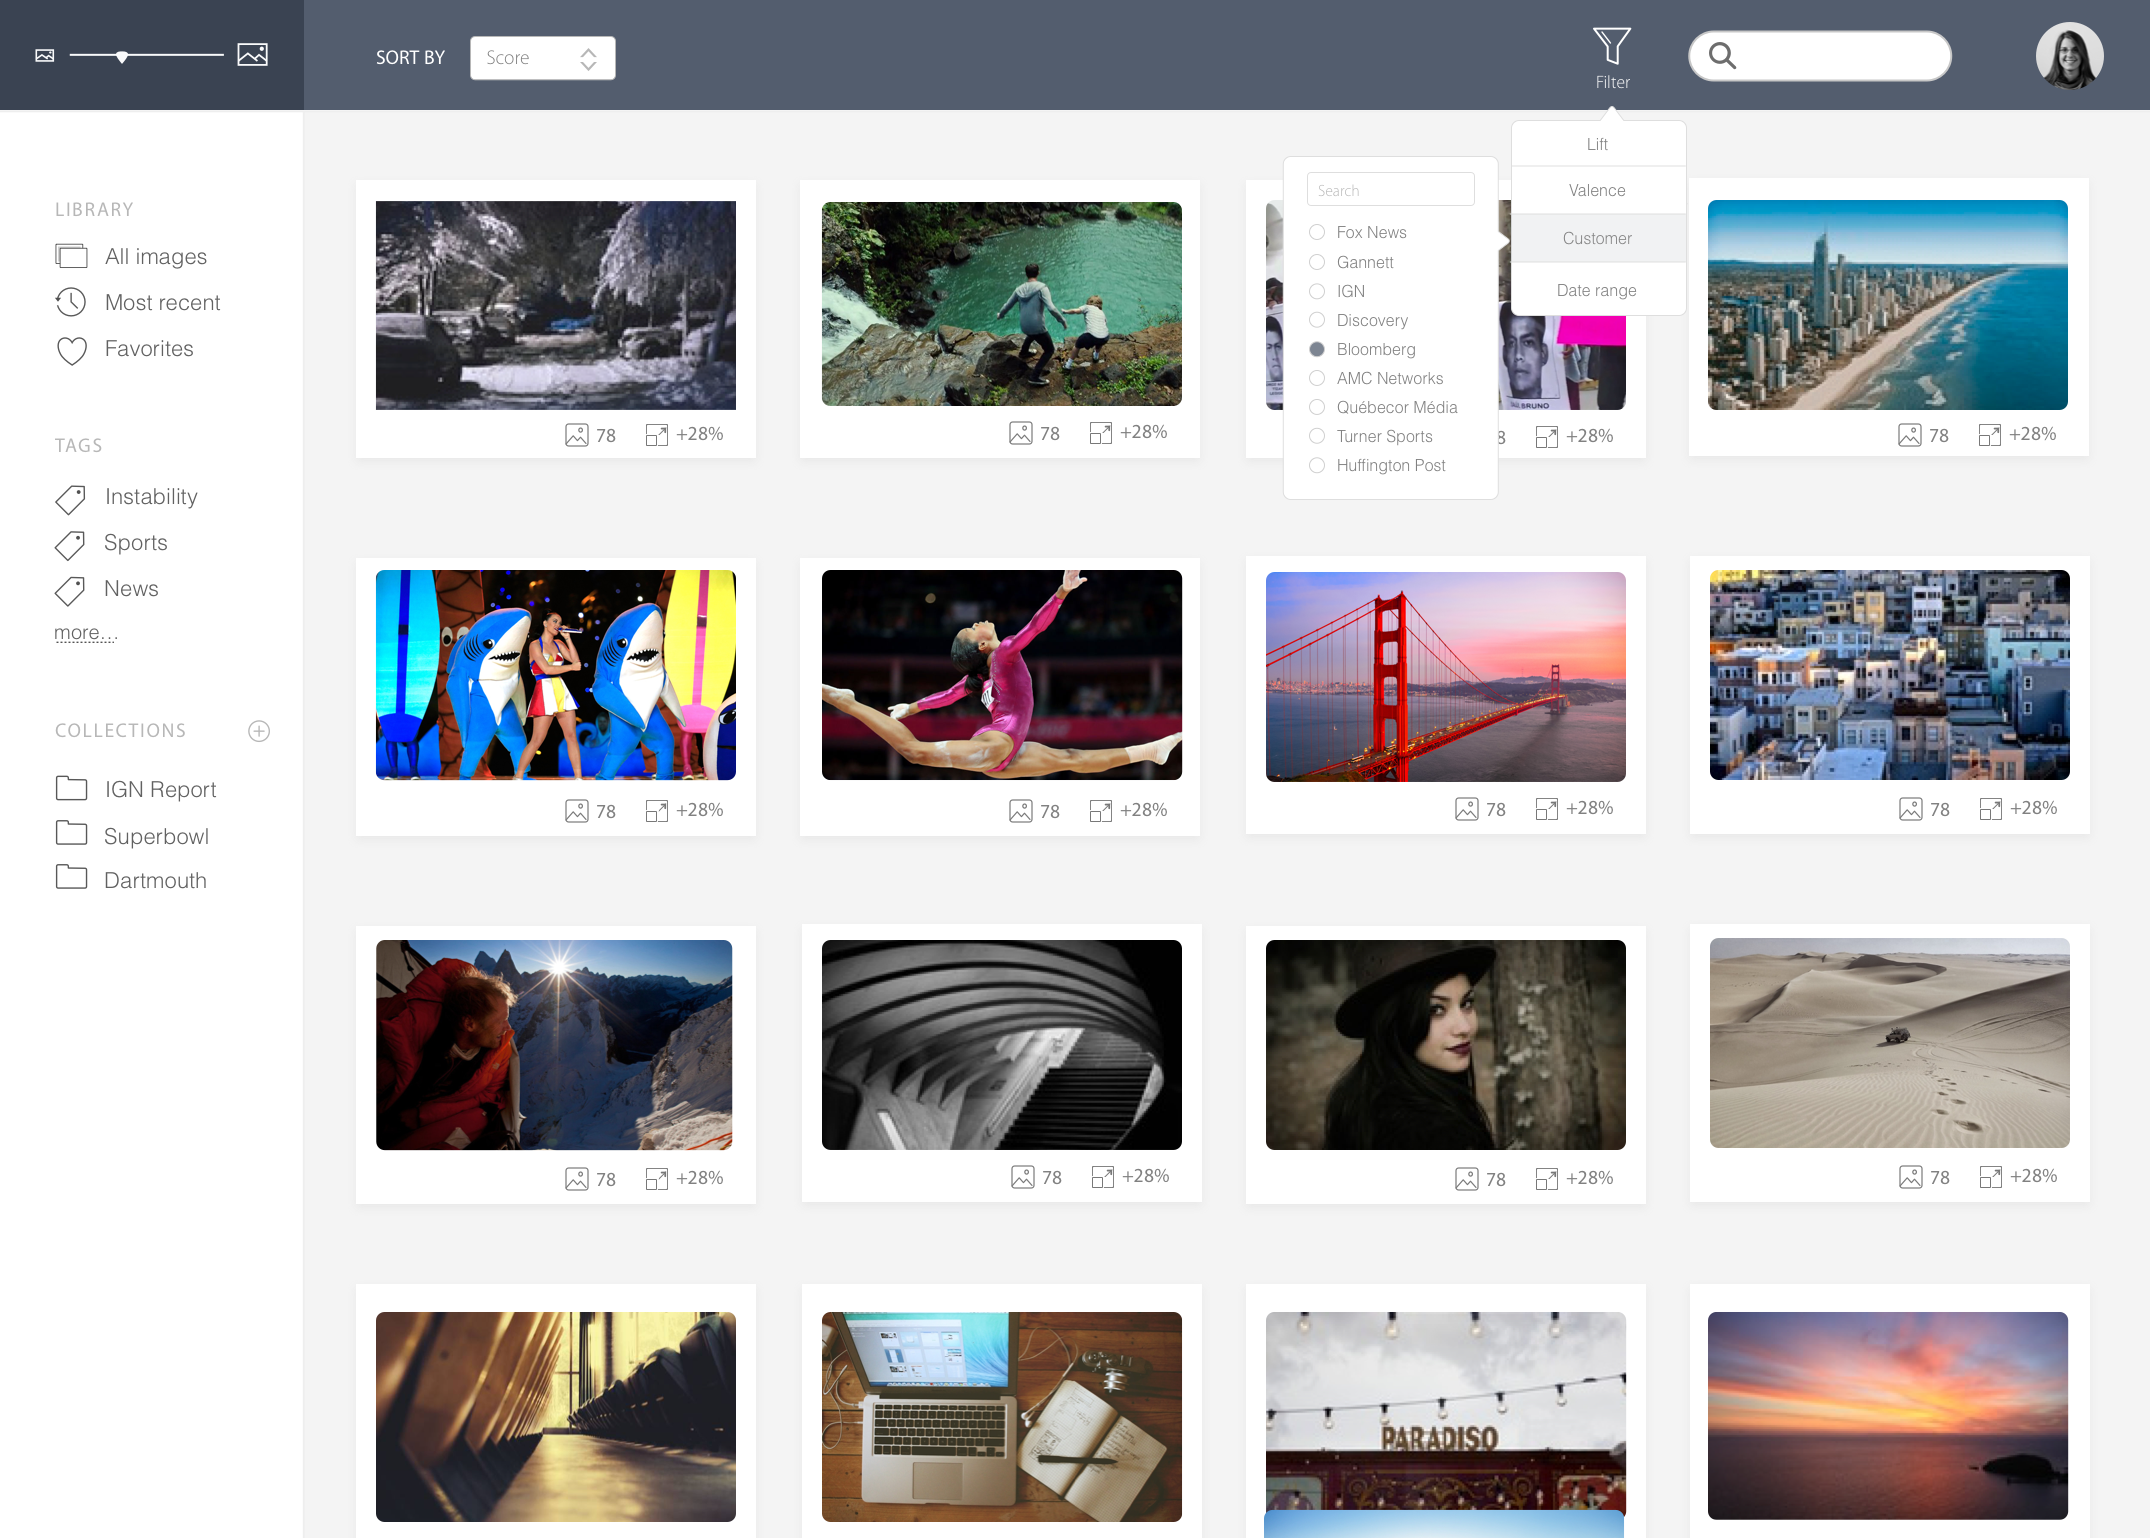 SORT BY
Score
Filter
Lift
Valence
Customer
Date range
Search
Fox News
Gannett
IGN
Discovery
Bloomberg
AMC Networks
Québecor Média
Turner Sports
Huffington Post
LIBRARY
All images
Most recent
Favorites
TAGS
Instability
Sports
News
more...
COLLECTIONS
IGN Report
Superbowl
Dartmouth
78 +28%
78 +28%
BRUNO
8 +28%
78 +28%
78 +28%
78 +28%
78 +28%
78 +28%
78 +28%
78 +28%
78 +28%
78 +28%
PARADISO